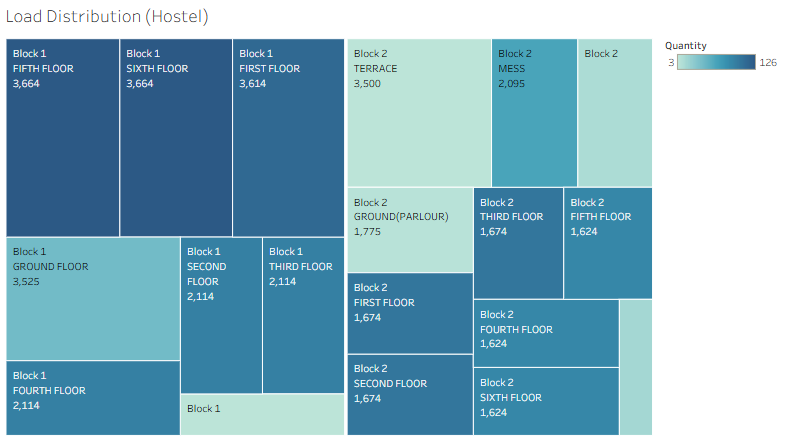 Load Distribution (Hostel)
Block 1
FIFTH FLOOR
3,664
Block 1
SIXTH FLOOR
3,664
Block 1
FIRST FLOOR
3,614
Block 1
GROUND FLOOR
3,525
Block 1
SECOND
FLOOR
2,114
Block 1
THIRD FLOOR
2,114
Block 1
FOURTH FLOOR
2,114
Block 1
Block 2
TERRACE
3,500
Block 2
MESS
2,095
Block 2
Block 2
GROUND(PARLOUR)
1,775
Block 2
THIRD FLOOR
1,674
Block 2
FIFTH FLOOR
1,624
Block 2
FIRST FLOOR
1,674
Block 2
SECOND FLOOR
1,674
Block 2
FOURTH FLOOR
1,624
Block 2
SIXTH FLOOR
1,624
Quantity
3 126